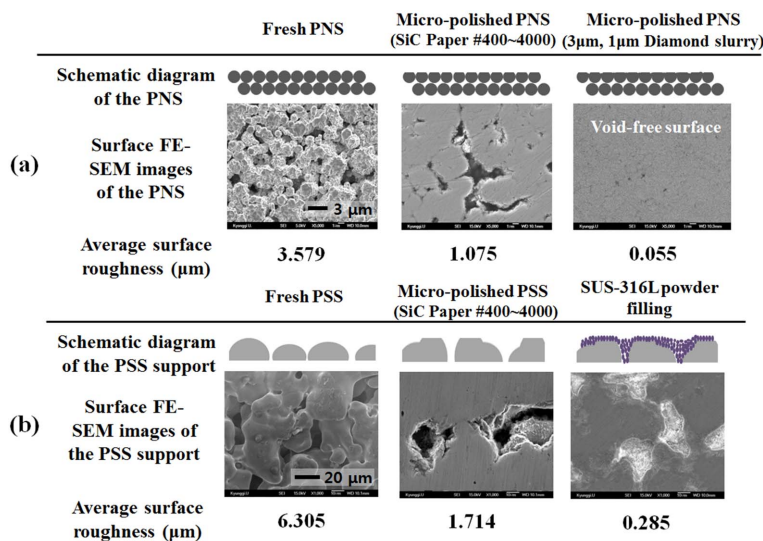 Fresh PNS
Micro-polished PNS
(SiC Paper #400~4000)
Micro-polished PNS
(3μm, 1μm Diamond slurry)
Schematic diagram
of the PNS
(a)
Surface FE-
SEM images
of the PNS
3 μm
Void-free surface
Average surface
roughness (μm)
3.579
1.075
0.055
Fresh PSS
Micro-polished PSS
(SiC Paper #400~4000)
SUS-316L powder
filling
Schematic diagram
of the PSS support
(b)
Surface FE-
SEM images of
the PSS support
20 μm
Average surface
roughness (μm)
6.305
1.714
0.285